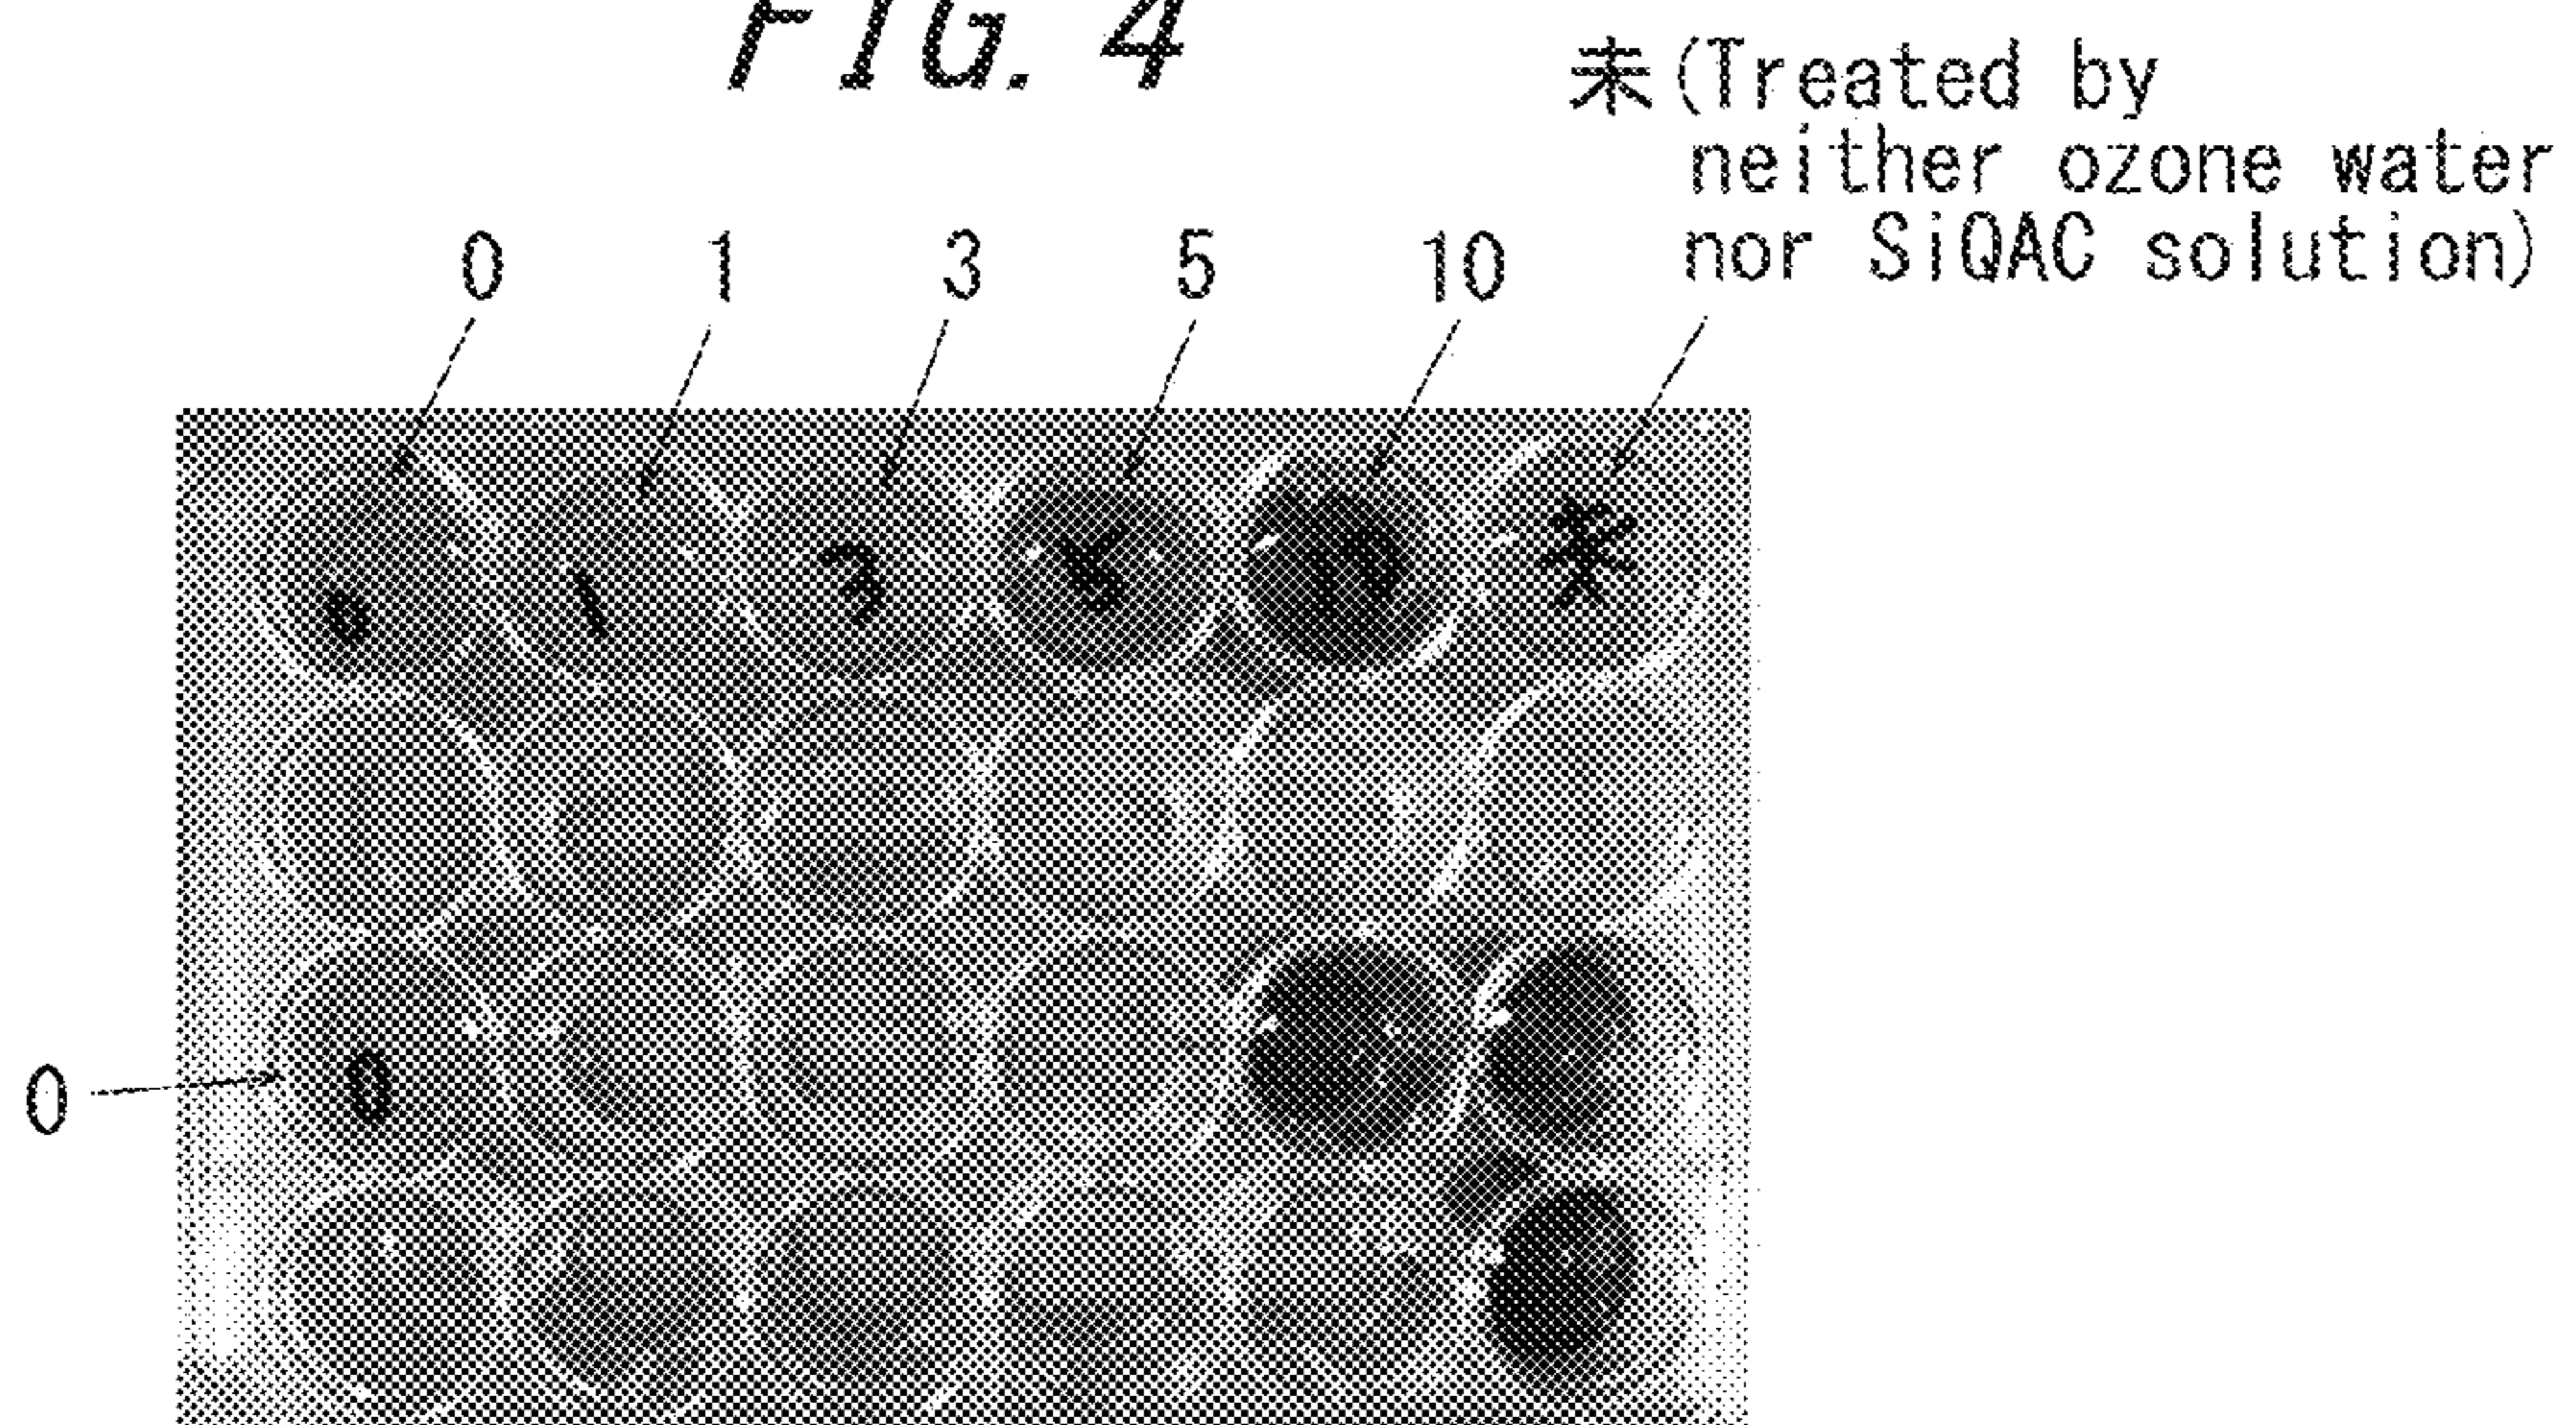 FIG. 4
未(Treated by
neither ozone water
nor SiQAC solution)
0 1 3 5 10
0 1 3 5 10 未
0 0